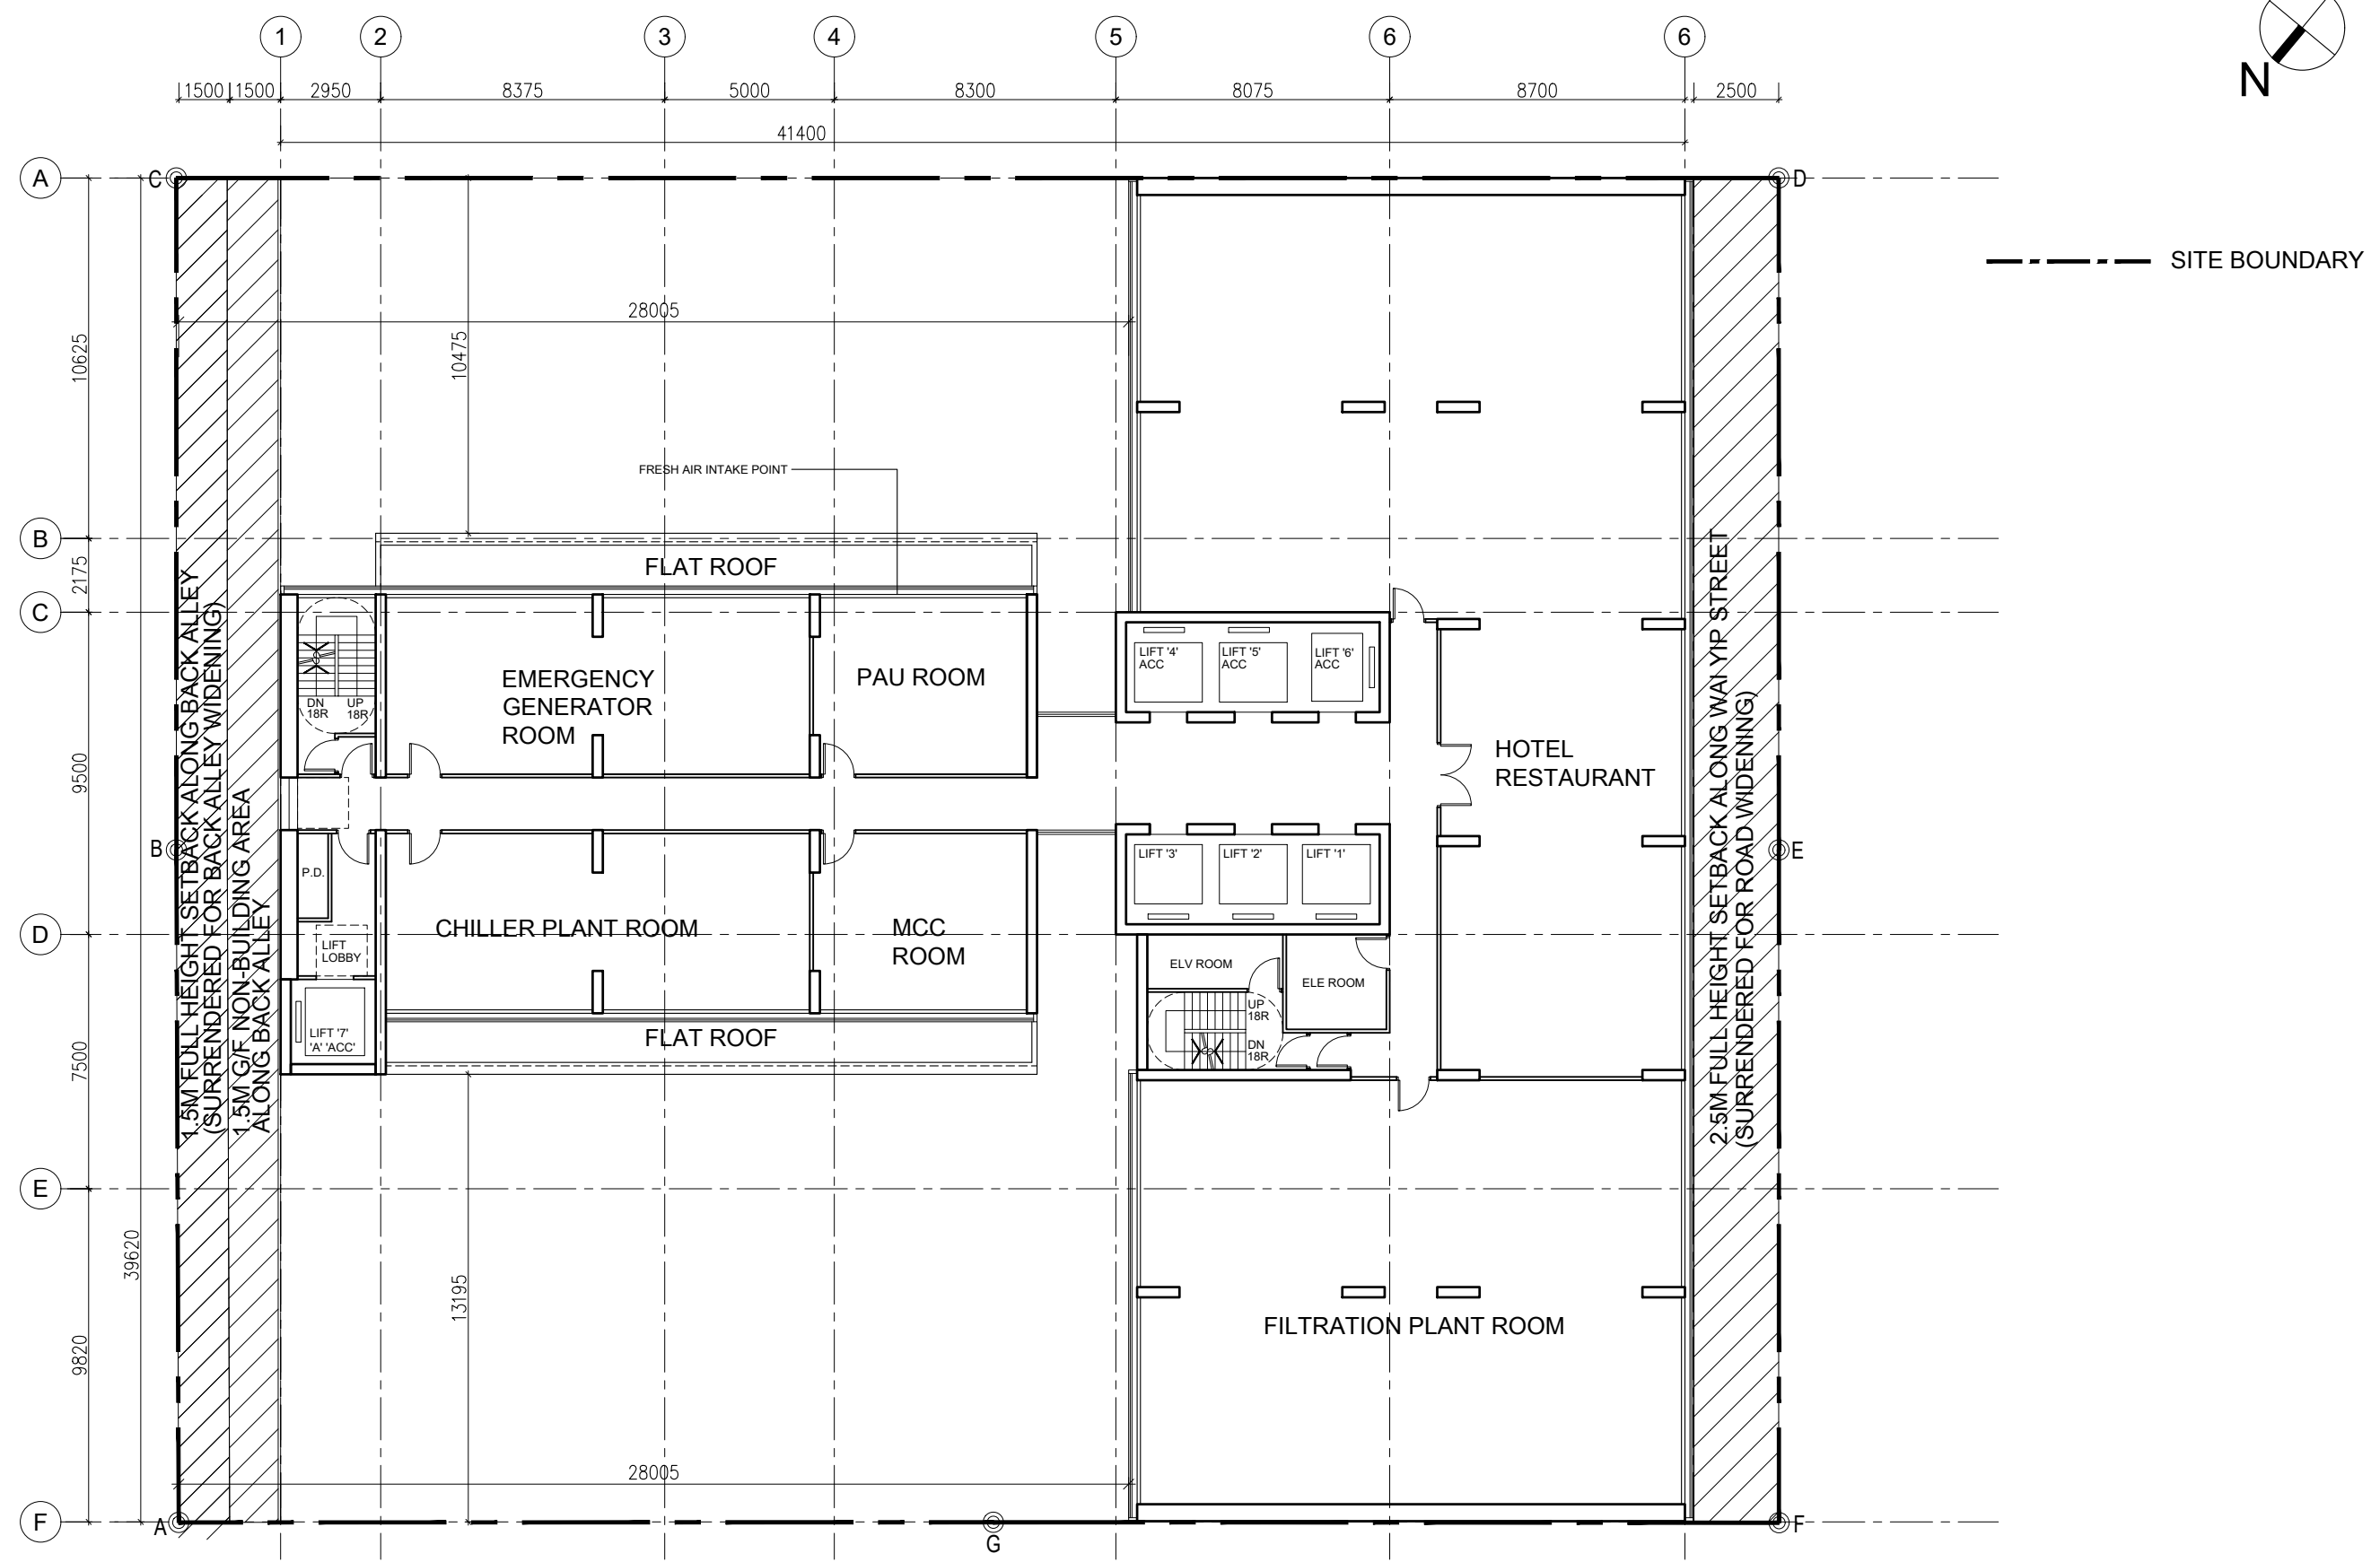 1 2 3 4 5 6 6
N
1500 1500 2950 8375 5000 8300 8075 8700 2500
41400
A
C
D
SITE BOUNDARY
28005
10625
10475
FRESH AIR INTAKE POINT
B
2175
FLAT ROOF
C
EMERGENCY
GENERATOR
ROOM
PAU ROOM
LIFT '4'
ACC
LIFT '5'
ACC
LIFT '6'
ACC
DN
18R
UP
18R
HOTEL
RESTAURANT
9500
B
E
1.5M FULL HEIGHT SETBACK ALONG BACK ALLEY
(SURRENDERED FOR BACK ALLEY WIDENING)
1.5M G/F NON-BUILDING AREA
ALONG BACK ALLEY
2.5M FULL HEIGHT SETBACK ALONG WAI YIP STREET
(SURRENDERED FOR ROAD WIDENING)
P.D.
LIFT '3'
LIFT '2'
LIFT '1'
D
CHILLER PLANT ROOM
MCC
ROOM
LIFT
LOBBY
ELV ROOM
ELE ROOM
UP
18R
DN
18R
LIFT '7'
'A' 'ACC'
FLAT ROOF
7500
E
39620
13195
9820
FILTRATION PLANT ROOM
28005
F
A
G
F